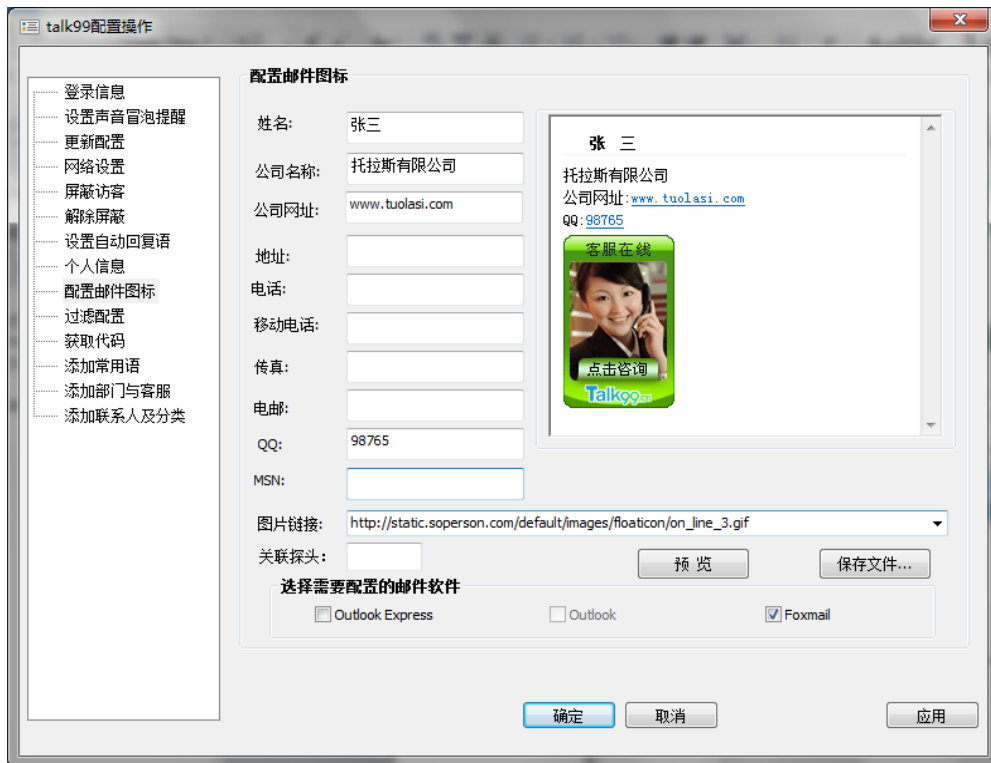 talk99配置操作
登录信息
设置声音冒泡提醒
更新配置
网络设置
屏蔽访客
解除屏蔽
设置自动回复语
个人信息
配置邮件图标
过滤配置
获取代码
添加常用语
添加部门与客服
添加联系人及分类
配置邮件图标
姓名: 张三
公司名称: 托拉斯有限公司
公司网址: www.tuolasi.com
地址:
电话:
移动电话:
传真:
电邮:
QQ: 98765
MSN:
张 三
托拉斯有限公司
公司网址:www.tuolasi.com
QQ:98765
客服在线
点击咨询
Talk99.cn
图片链接: http://static.soperson.com/default/images/floaticon/on_line_3.gif
关联探头:
预 览 保存文件...
选择需要配置的邮件软件
Outlook Express Outlook Foxmail
确定 取消 应用